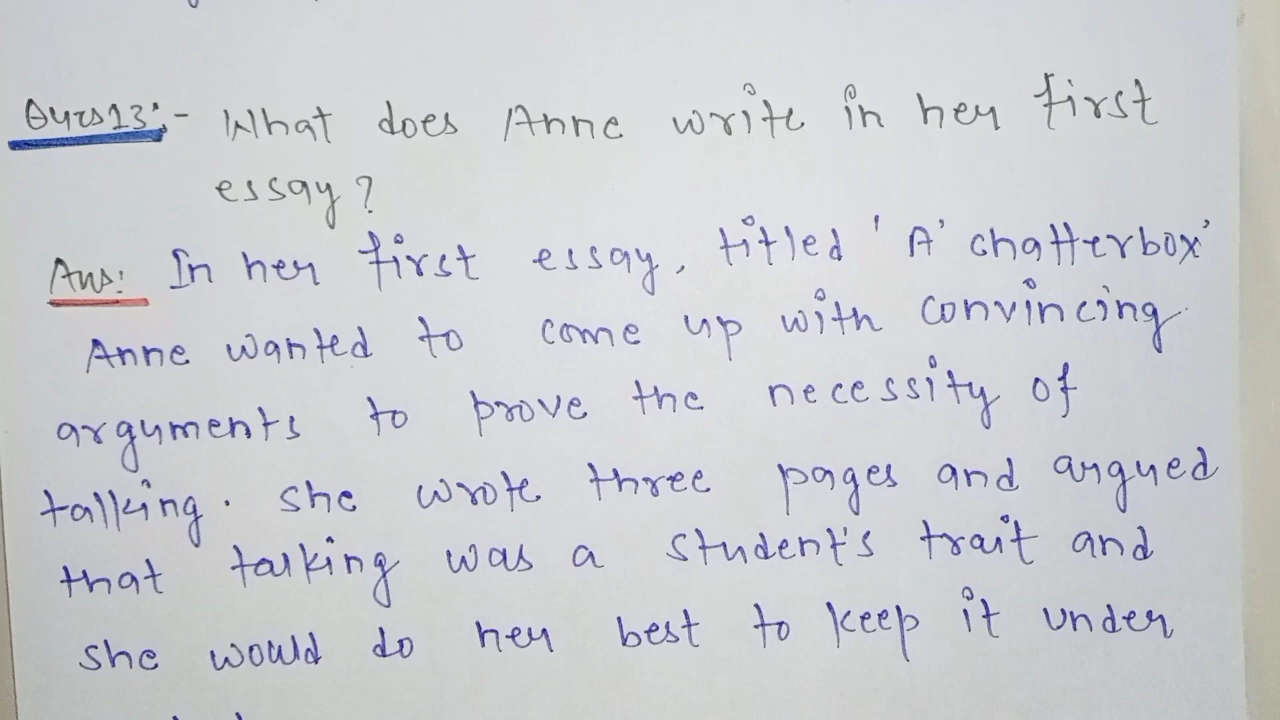 Ques13:- What does Anne write in her first
essay?
Ans: In her first essay, titled 'A' chatterbox'
Anne wanted to come up with convincing
arguments to prove the necessity of
talking. she wrote three pages and argued
that talking was a student's trait and
she would do her best to keep it under